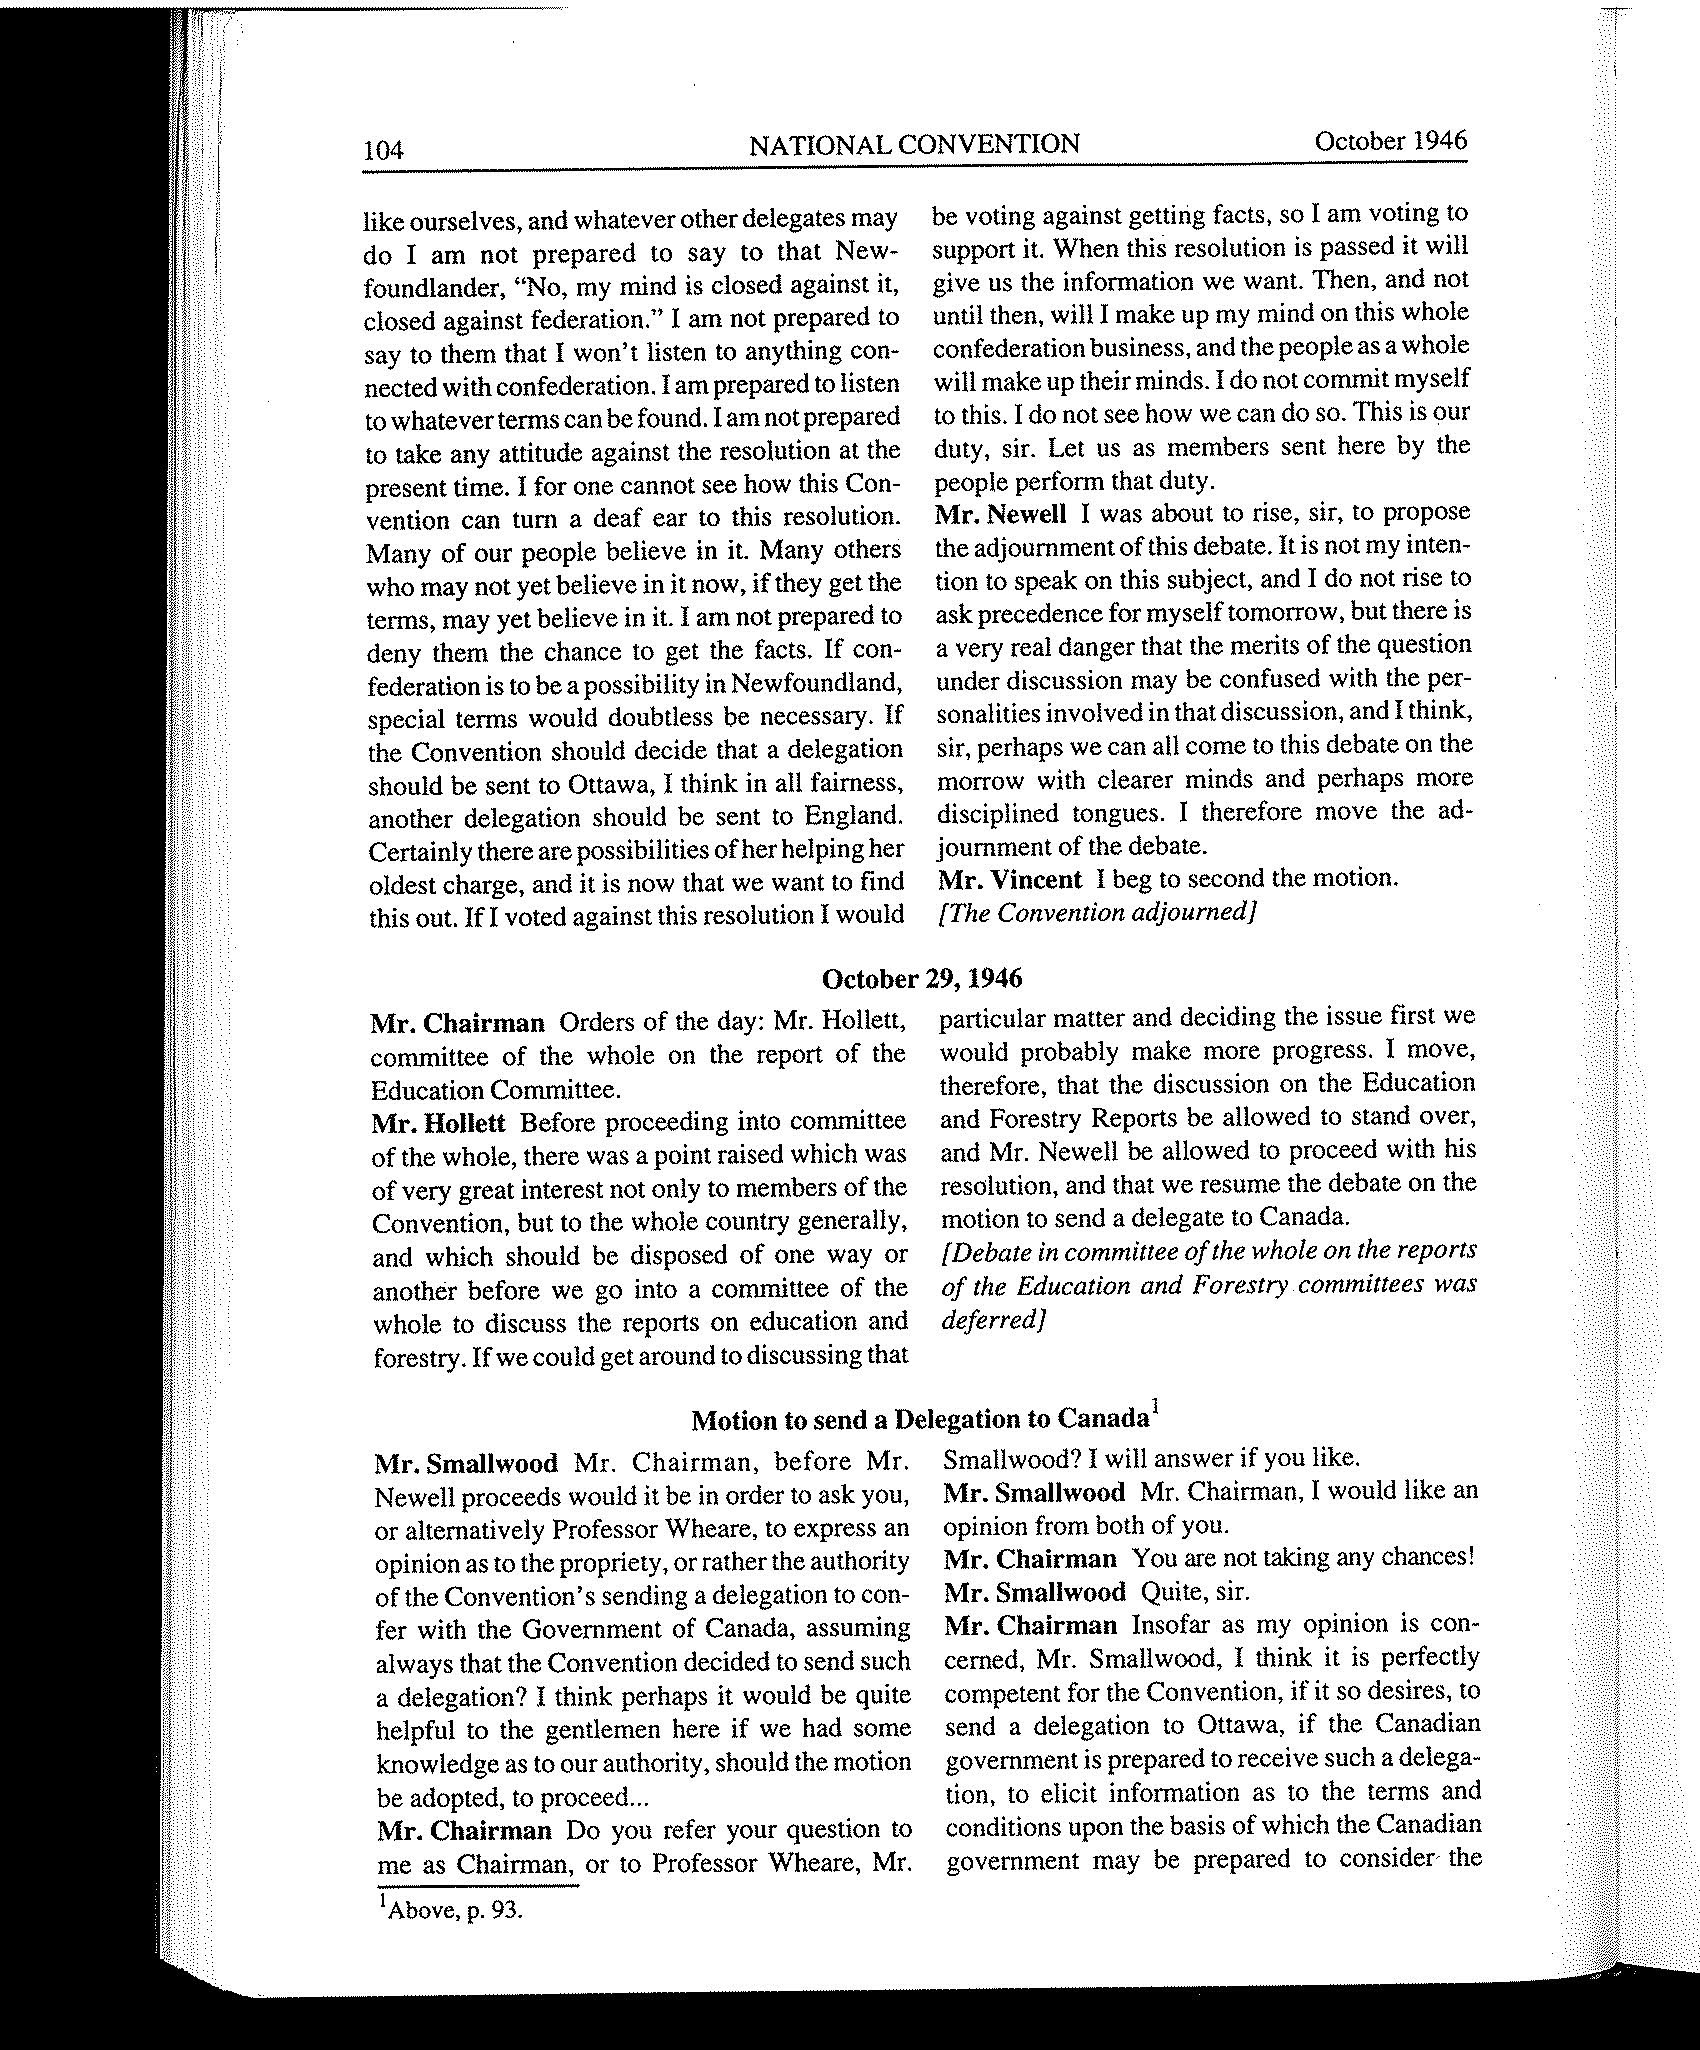 104
NATIONAL CONVENTION
October 1946
like ourselves, and whatever other delegates may
do I am not prepared to say to that New-
foundlander, “No, my mind is closed against it,
closed against federation.” I am not prepared to
say to them that I won't listen to anything con-
nected with confederation. I am prepared to listen
to whatever terms can be found. I am not prepared
to take any attitude against the resolution at the
present time. I for one cannot see how this Con-
vention can turn a deaf ear to this resolution.
Many of our people believe in it. Many others
who may not yet believe in it now, if they get the
terms, may yet believe in it. I am not prepared to
deny them the chance to get the facts. If con-
federation is to be a possibility in Newfoundland,
special terms would doubtless be necessary. If
the Convention should decide that a delegation
should be sent to Ottawa, I think in all fairness,
another delegation should be sent to England.
Certainly there are possibilities of her helping her
oldest charge, and it is now that we want to find
this out. If I voted against this resolution I would
be voting against getting facts, so I am voting to
support it. When this resolution is passed it will
give us the information we want. Then, and not
until then, will I make up my mind on this whole
confederation business, and the people as a whole
will make up their minds. I do not commit myself
to this. I do not see how we can do so. This is our
duty, sir. Let us as members sent here by the
people perform that duty.
Mr. Newell I was about to rise, sir, to propose
the adjournment of this debate. It is not my inten-
tion to speak on this subject, and I do not rise to
ask precedence for myself tomorrow, but there is
a very real danger that the merits of the question
under discussion may be confused with the per-
sonalities involved in that discussion, and I think,
sir, perhaps we can all come to this debate on the
morrow with clearer minds and perhaps more
disciplined tongues. I therefore move the ad-
journment of the debate.
Mr. Vincent I beg to second the motion.
[The Convention adjourned]
October 29, 1946
Mr. Chairman Orders of the day: Mr. Hollett,
committee of the whole on the report of the
Education Committee.
Mr. Hollett Before proceeding into committee
of the whole, there was a point raised which was
of very great interest not only to members of the
Convention, but to the whole country generally,
and which should be disposed of one way or
another before we go into a committee of the
whole to discuss the reports on education and
forestry. If we could get around to discussing that
particular matter and deciding the issue first we
would probably make more progress. I move,
therefore, that the discussion on the Education
and Forestry Reports be allowed to stand over,
and Mr. Newell be allowed to proceed with his
resolution, and that we resume the debate on the
motion to send a delegate to Canada.
[Debate in committee of the whole on the reports
of the Education and Forestry committees was
deferred]
Motion to send a Delegation to Canada¹
Mr. Smallwood Mr. Chairman, before Mr.
Newell proceeds would it be in order to ask you,
or alternatively Professor Wheare, to express an
opinion as to the propriety, or rather the authority
of the Convention's sending a delegation to con-
fer with the Government of Canada, assuming
always that the Convention decided to send such
a delegation? I think perhaps it would be quite
helpful to the gentlemen here if we had some
knowledge as to our authority, should the motion
be adopted, to proceed...
Mr. Chairman Do you refer your question to
me as Chairman, or to Professor Wheare, Mr.
Smallwood? I will answer if you like.
Mr. Smallwood Mr. Chairman, I would like an
opinion from both of you.
Mr. Chairman You are not taking any chances!
Mr. Smallwood Quite, sir.
Mr. Chairman Insofar as my opinion is con-
cerned, Mr. Smallwood, I think it is perfectly
competent for the Convention, if it so desires, to
send a delegation to Ottawa, if the Canadian
government is prepared to receive such a delega-
tion, to elicit information as to the terms and
conditions upon the basis of which the Canadian
government may be prepared to consider the
¹Above, p. 93.